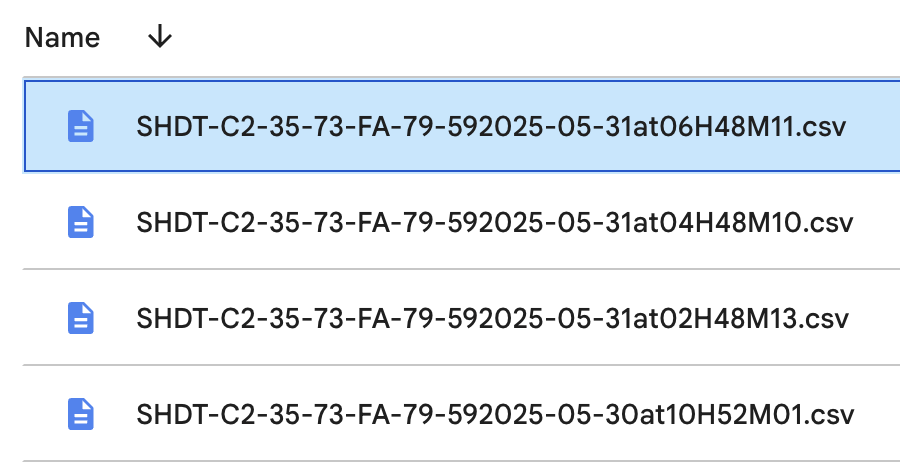 Name ↓
SHDT-C2-35-73-FA-79-592025-05-31at06H48M11.csv
SHDT-C2-35-73-FA-79-592025-05-31at04H48M10.csv
SHDT-C2-35-73-FA-79-592025-05-31at02H48M13.csv
SHDT-C2-35-73-FA-79-592025-05-30at10H52M01.csv